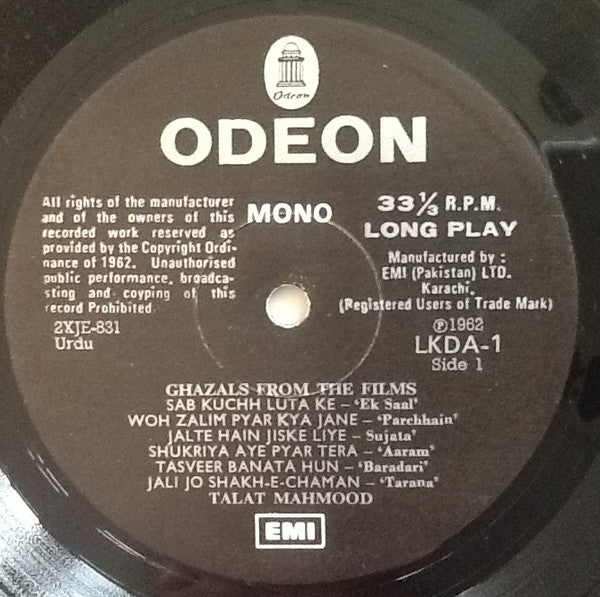 Odeon
ODEON
All rights of the manufacturer
and of the owners of this
recorded work reserved as
provided by the Copyright Ordi-
nance of 1962. Unauthorised
public performance, broadca-
sting and coyping of this
record Prohibited.
2XJE-831
Urdu
MONO
33⅓ R.P.M.
LONG PLAY
Manufactured by :
EMI (Pakistan) LTD.
Karachi.
(Registered Users of Trade Mark)
℗1962
LKDA-1
Side 1
GHAZALS FROM THE FILMS
SAB KUCHH LUTA KE – ‘Ek Saal’
WOH ZALIM PYAR KYA JANE – ‘Parchhain’
JALTE HAIN JISKE LIYE – Sujata’
SHUKRIYA AYE PYAR TERA – ‘Aaram’
TASVEER BANATA HUN – ‘Baradari’
JALI JO SHAKH-E-CHAMAN – ‘Tarana’
TALAT MAHMOOD
EMI